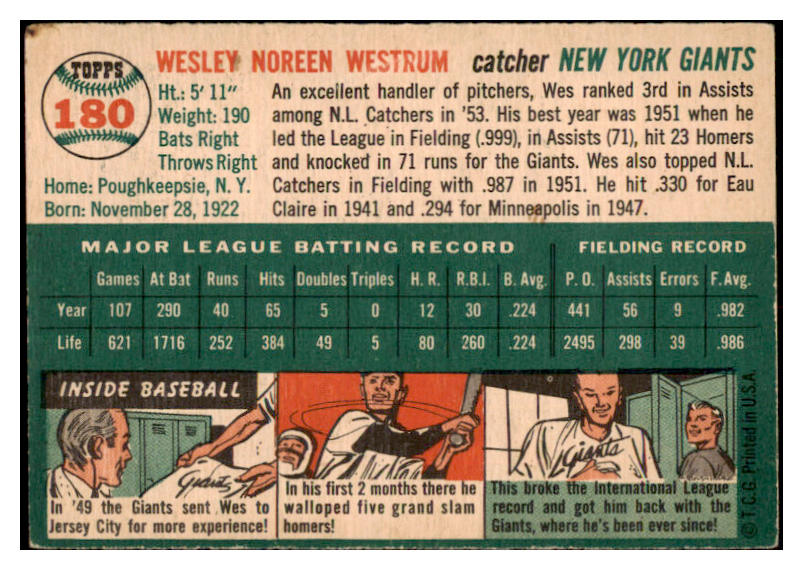 TOPPS
180
WESLEY NOREEN WESTRUM catcher NEW YORK GIANTS
Ht.: 5' 11"
Weight: 190
Bats Right
Throws Right
Home: Poughkeepsie, N. Y.
Born: November 28, 1922
An excellent handler of pitchers, Wes ranked 3rd in Assists
among N.L. Catchers in '53. His best year was 1951 when he
led the League in Fielding (.999), in Assists (71), hit 23 Homers
and knocked in 71 runs for the Giants. Wes also topped N.L.
Catchers in Fielding with .987 in 1951. He hit .330 for Eau
Claire in 1941 and .294 for Minneapolis in 1947.
MAJOR LEAGUE BATTING RECORD FIELDING RECORD
Games At Bat Runs Hits Doubles Triples H. R. R.B.I. B. Avg. P. O. Assists Errors F. Avg.
Year 107 290 40 65 5 0 12 30 .224 441 56 9 .982
Life 621 1716 252 384 49 5 80 260 .224 2495 298 39 .986
INSIDE BASEBALL
Giants
In '49 the Giants sent Wes to
Jersey City for more experience!
In his first 2 months there he
walloped five grand slam
homers!
Giants
This broke the International League
record and got him back with the
Giants, where he's been ever since!
© T.C.G. Printed in U.S.A.